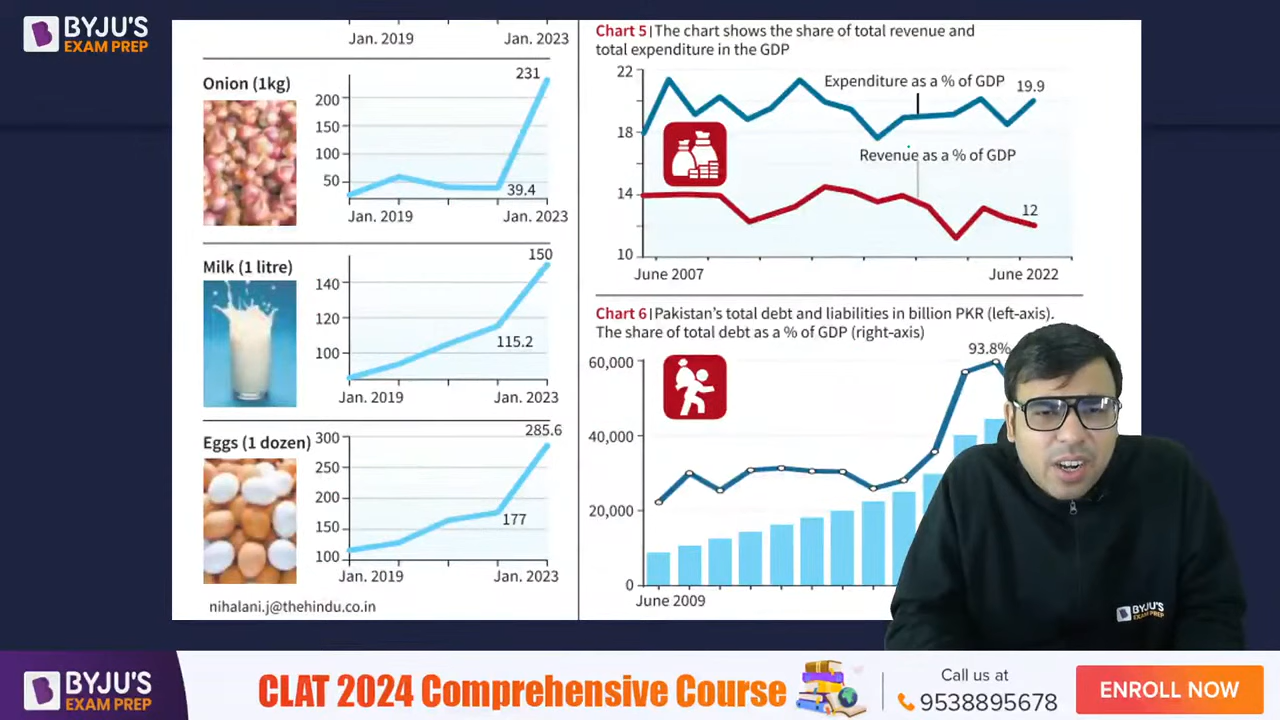 BYJU'S
EXAM PREP
Jan. 2019
Jan. 2023
Onion (1kg)
231
200
150
100
50
39.4
Jan. 2019
Jan. 2023
Milk (1 litre)
150
140
120
100
115.2
Jan. 2019
Jan. 2023
Eggs (1 dozen)
285.6
300
250
200
150
100
177
Jan. 2019
Jan. 2023
nihalani.j@thehindu.co.in
Chart 5 | The chart shows the share of total revenue and
total expenditure in the GDP
22
18
14
10
Expenditure as a % of GDP
19.9
Revenue as a % of GDP
12
June 2007
June 2022
Chart 6 | Pakistan's total debt and liabilities in billion PKR (left-axis).
The share of total debt as a % of GDP (right-axis)
93.8%
60,000
40,000
20,000
0
June 2009
BYJU'S
EXAM PREP
BYJU'S
EXAM PREP
CLAT 2024 Comprehensive Course
Call us at
9538895678
ENROLL NOW